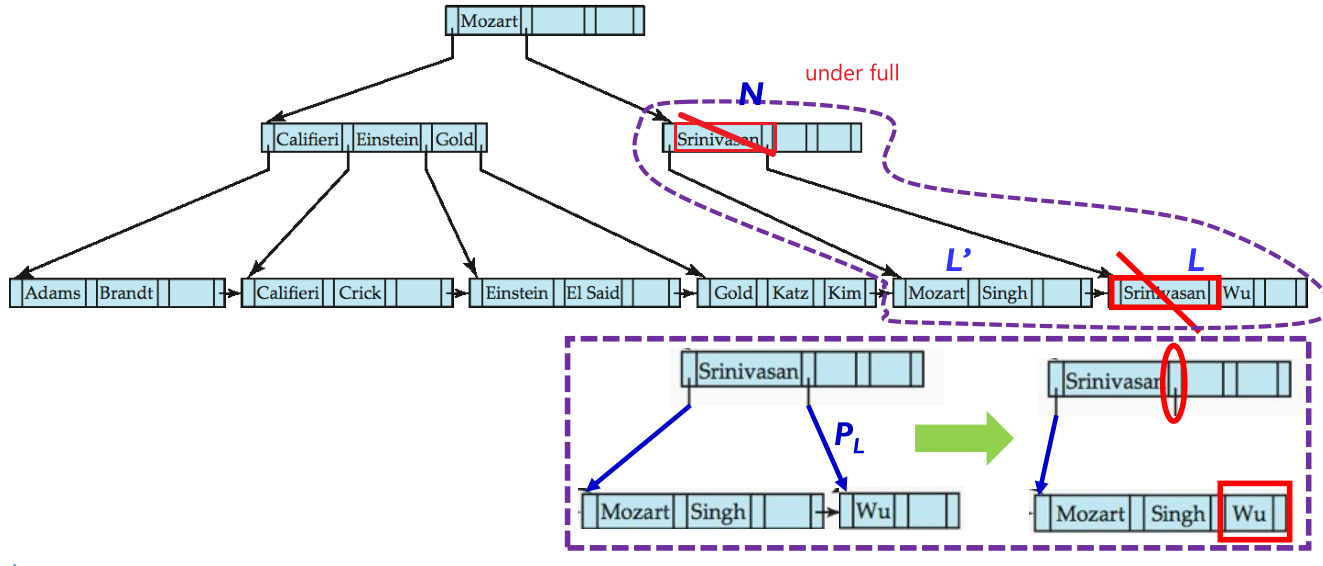 Mozart
under full
N
Califieri Einstein Gold
Srinivasan
L’ L
Adams Brandt
Califieri Crick
Einstein El Said
Gold Katz Kim
Mozart Singh
Srinivasan Wu
Srinivasan
Srinivasan
PL
Mozart Singh
Wu
Mozart Singh Wu